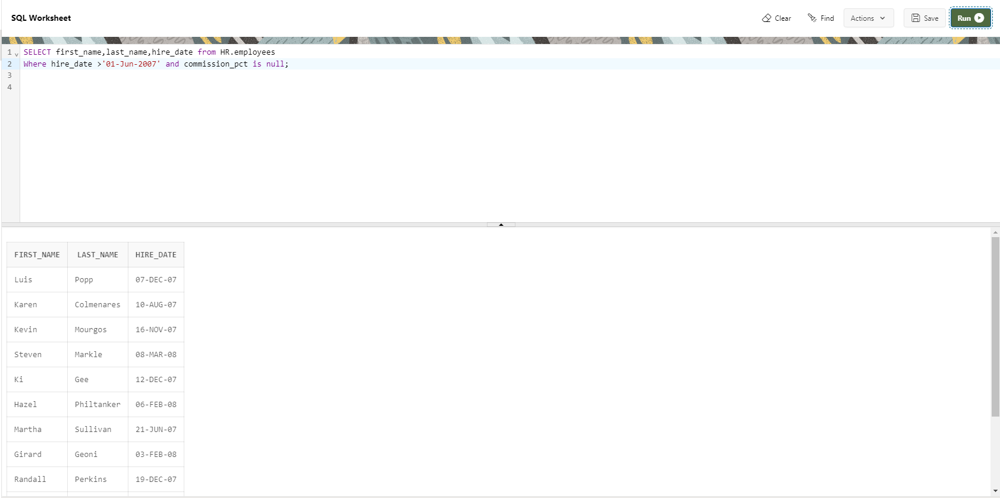 SQL Worksheet
Clear Find Actions Save Run
1 SELECT first_name,last_name,hire_date from HR.employees
2 Where hire_date >'01-Jun-2007' and commission_pct is null;
3
4
FIRST_NAME LAST_NAME HIRE_DATE
Luis Popp 07-DEC-07
Karen Colmenares 10-AUG-07
Kevin Mourgos 16-NOV-07
Steven Markle 08-MAR-08
Ki Gee 12-DEC-07
Hazel Philtanker 06-FEB-08
Martha Sullivan 21-JUN-07
Girard Geoni 03-FEB-08
Randall Perkins 19-DEC-07